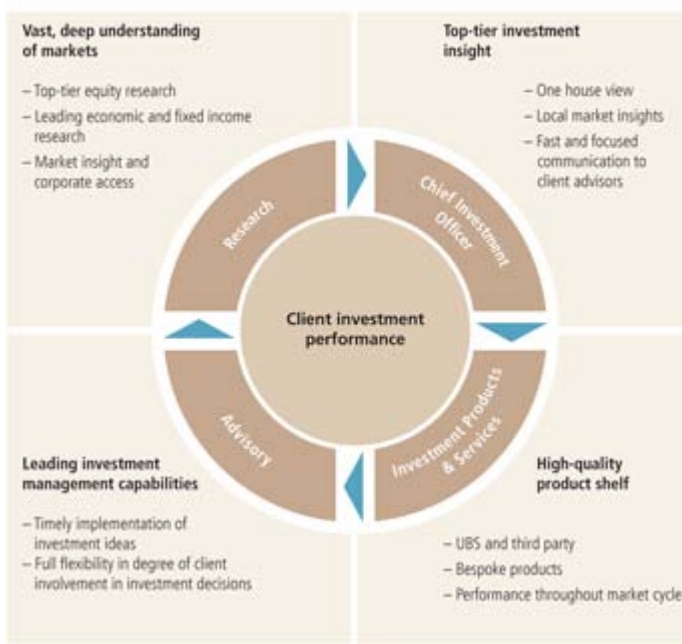 Vast, deep understanding
of markets
– Top-tier equity research
– Leading economic and fixed income
research
– Market insight and
corporate access
Top-tier investment
insight
– One house view
– Local market insights
– Fast and focused
communication to
client advisors
Research
Chief Investment
Officer
Client investment
performance
Advisory
Investment Products
& Services
Leading investment
management capabilities
– Timely implementation of
investment ideas
– Full flexibility in degree of client
involvement in investment decisions
High-quality
product shelf
– UBS and third party
– Bespoke products
– Performance throughout market cycle